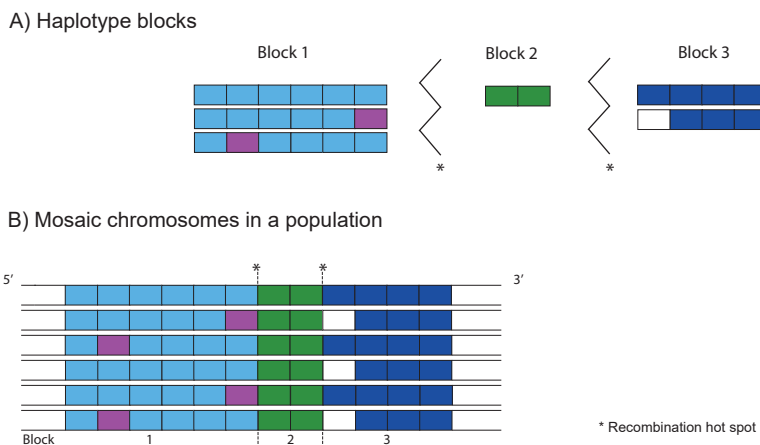 A) Haplotype blocks
Block 1
Block 2
Block 3
*
*
B) Mosaic chromosomes in a population
* *
5′ 3′
Block 1 2 3
* Recombination hot spot